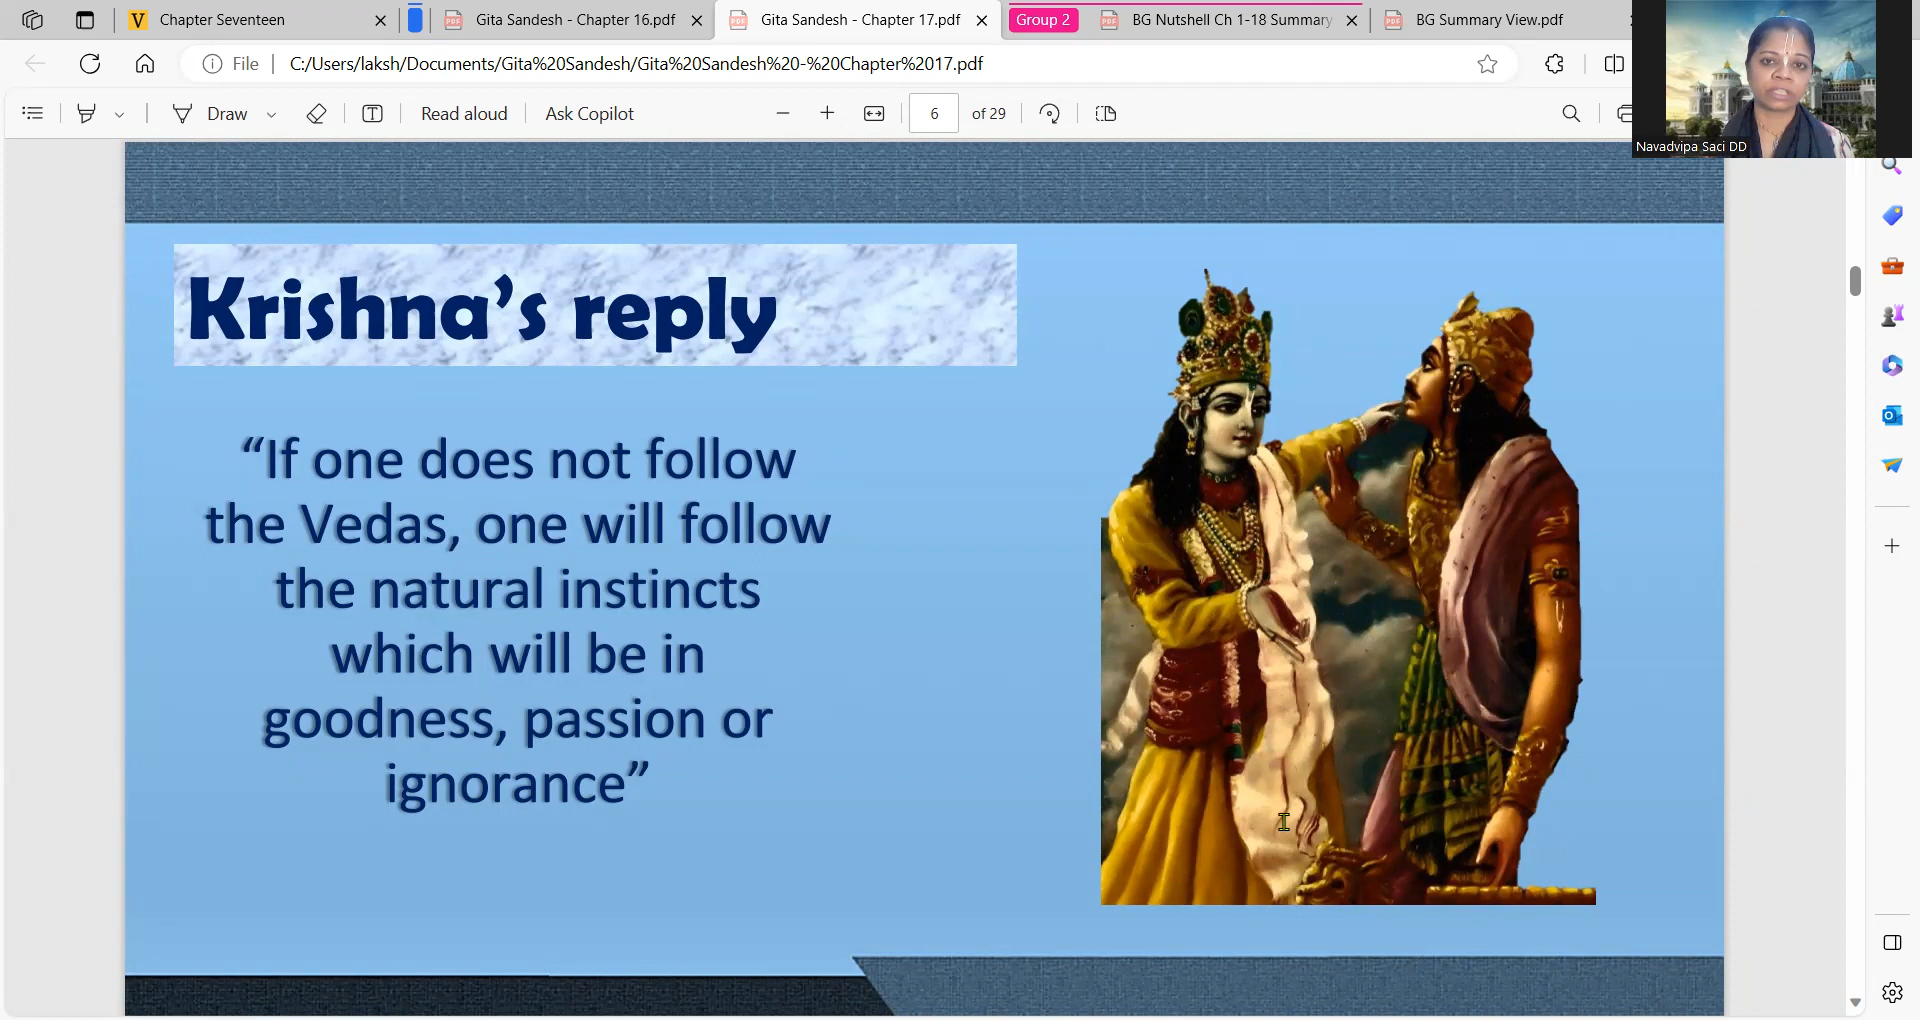 Chapter Seventeen
Gita Sandesh - Chapter 16.pdf
Gita Sandesh - Chapter 17.pdf
Group 2
BG Nutshell Ch 1-18 Summary
BG Summary View.pdf
File
C:/Users/laksh/Documents/Gita%20Sandesh/Gita%20Sandesh%20-%20Chapter%2017.pdf
Draw
Read aloud
Ask Copilot
6 of 29
Navadvipa Saci DD
Krishna's reply
“If one does not follow
the Vedas, one will follow
the natural instincts
which will be in
goodness, passion or
ignorance”